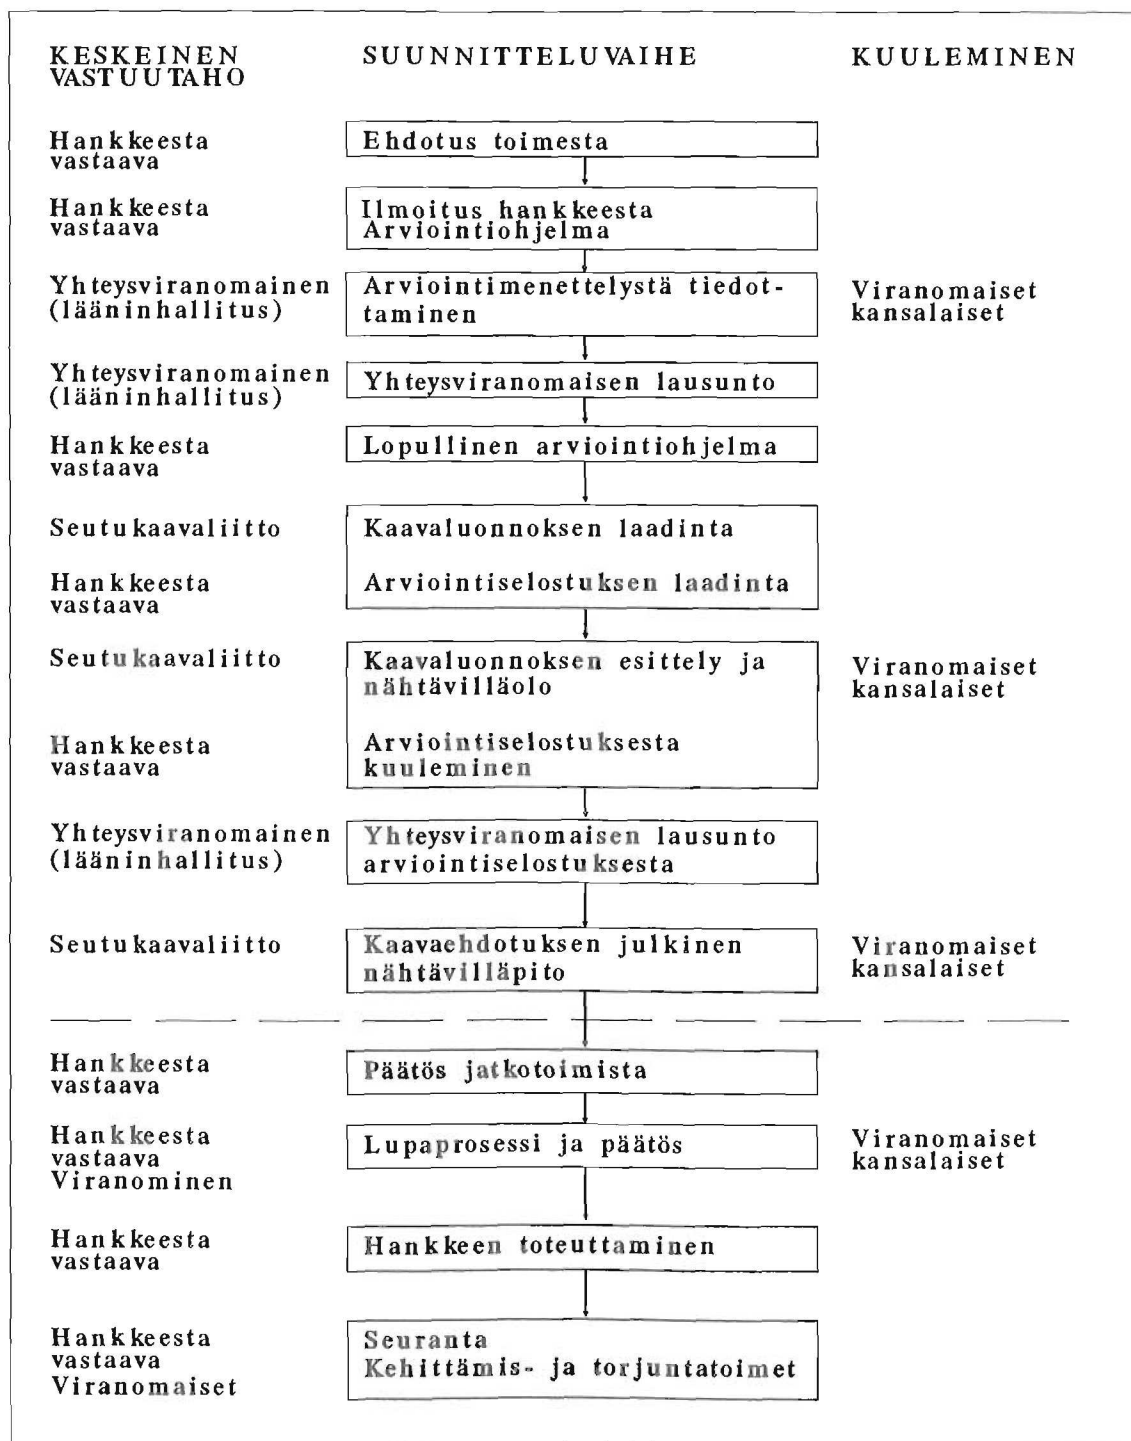 KESKEINEN
VASTUUTAHO
SUUNNITTELUVAIHE
KUULEMINEN
Hankkeesta
vastaava
Ehdotus toimesta
Hankkeesta
vastaava
Ilmoitus hankkeesta
Arviointiohjelma
Yhteysviranomainen
(lääninhallitus)
Arviointimenettelystä tiedot-
taminen
Viranomaiset
kansalaiset
Yhteysviranomainen
(lääninhallitus)
Yhteysviranomaisen lausunto
Hankkeesta
vastaava
Lopullinen arviointiohjelma
Seutukaavaliitto
Kaavaluonnoksen laadinta
Hankkeesta
vastaava
Arviointiselostuksen laadinta
Seutukaavaliitto
Kaavaluonnoksen esittely ja
nähtävilläolo
Viranomaiset
kansalaiset
Hankkeesta
vastaava
Arviointiselostuksesta
kuuleminen
Yhteysviranomainen
(lääninhallitus)
Yhteysviranomaisen lausunto
arviointiselostuksesta
Seutukaavaliitto
Kaavaehdotuksen julkinen
nähtävilläpito
Viranomaiset
kansalaiset
Hankkeesta
vastaava
Päätös jatkotoimista
Hankkeesta
vastaava
Viranominen
Lupaprosessi ja päätös
Viranomaiset
kansalaiset
Hankkeesta
vastaava
Hankkeen toteuttaminen
Hankkeesta
vastaava
Viranomaiset
Seuranta
Kehittämis- ja torjuntatoimet